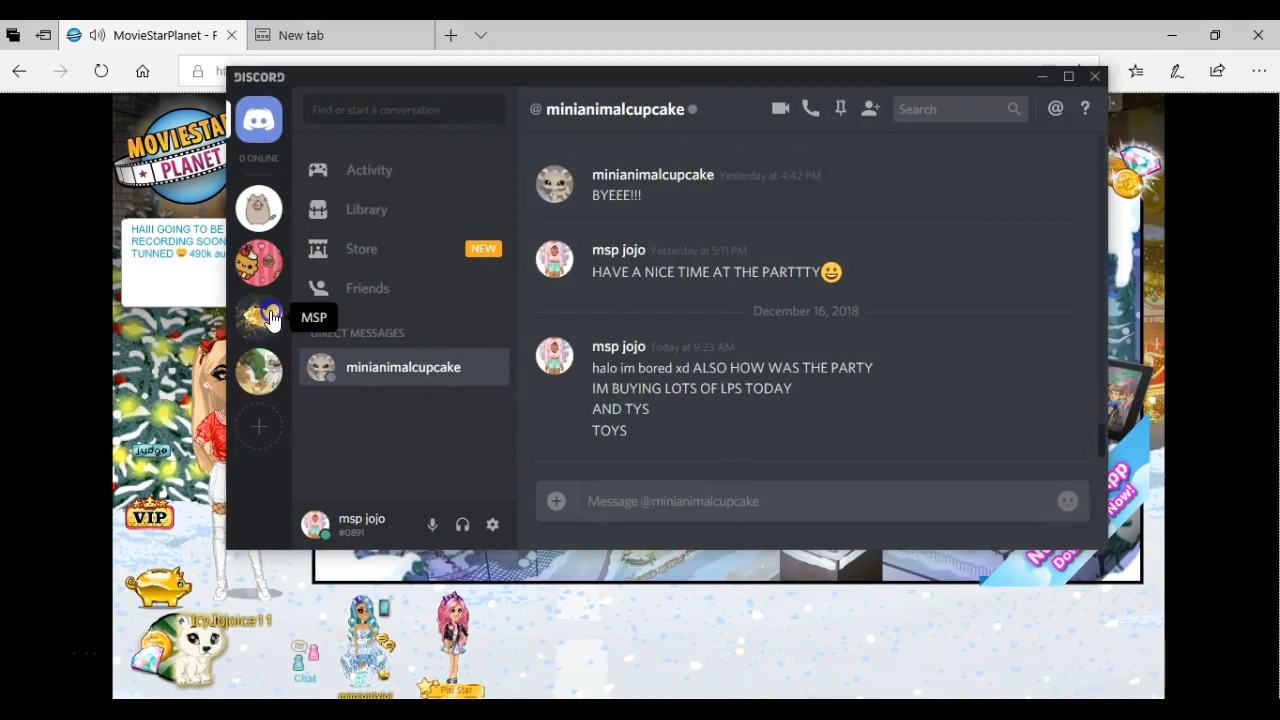 MovieStarPlanet - F
New tab
DISCORD
MOVIESTAR
PLANET
HAIII GOING TO BE
RECORDING SOON
TUNNED 😄 490k au
judge
VIP
IcyJojoice11
0 ONLINE
MSP
Find or start a conversation
Activity
Library
Store
NEW
Friends
DIRECT MESSAGES
minianimalcupcake
msp jojo
#0891
@ minianimalcupcake
Search
@
?
minianimalcupcake Yesterday at 4:42 PM
BYEEE!!!
msp jojo Yesterday at 5:11 PM
HAVE A NICE TIME AT THE PARTTTY😀
December 16, 2018
msp jojo Today at 9:23 AM
halo im bored xd ALSO HOW WAS THE PARTY
IM BUYING LOTS OF LPS TODAY
AND TYS
TOYS
Message @minianimalcupcake
Now!
Chat
Pixi Star